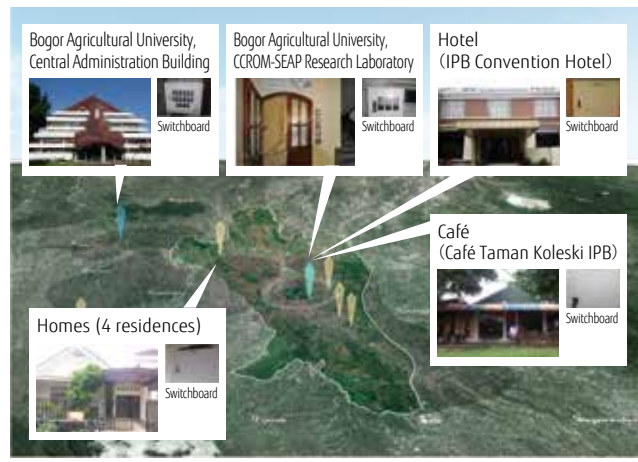 Bogor Agricultural University,
Central Administration Building
Switchboard
Bogor Agricultural University,
CCROM-SEAP Research Laboratory
Switchboard
Hotel
(IPB Convention Hotel)
Switchboard
Café
(Café Taman Koleski IPB)
Switchboard
Homes (4 residences)
Switchboard